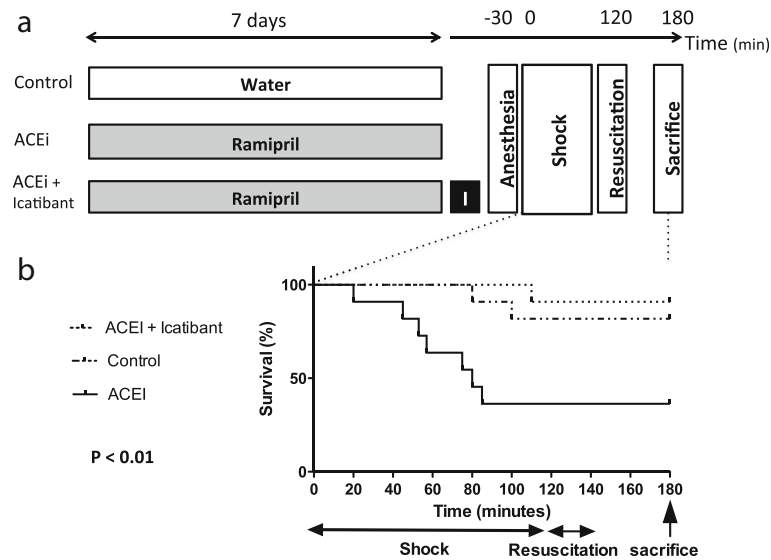 a
7 days
-30 0 120 180
Time (min)
Control
Water
ACEi
Ramipril
ACEi +
Icatibant
Ramipril
I
Anesthesia
Shock
Resuscitation
Sacrifice
b
ACEI + Icatibant
Control
ACEI
P < 0.01
Survival (%)
100
50
0
0 20 40 60 80 100 120 140 160 180
Time (minutes)
Shock
Resuscitation
sacrifice